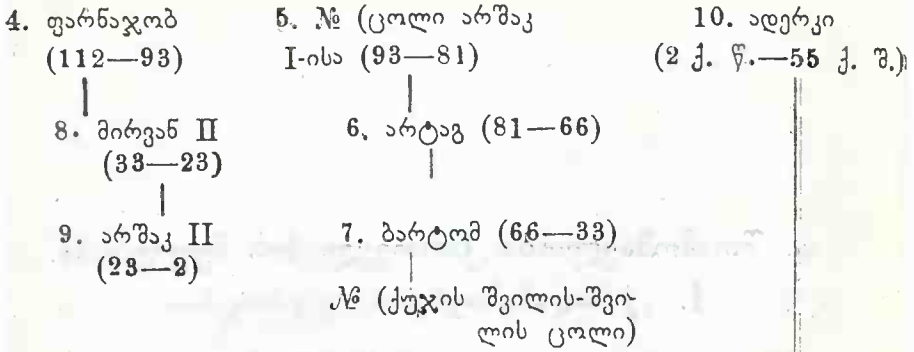 4. ფარნაჯობ
(112—93)
8. მირვან II
(33—23)
9. არშაკ II
(23—2)
5. № (ცოლი არშაკ
I-ისა (93—81)
6. არტაგ (81—66)
7. ბარტომ (66—33)
№ (ქუჯის შვილის-შვი-
ლის ცოლი)
10. ადერკი
(2 ქ. წ.—55 ქ. შ.)